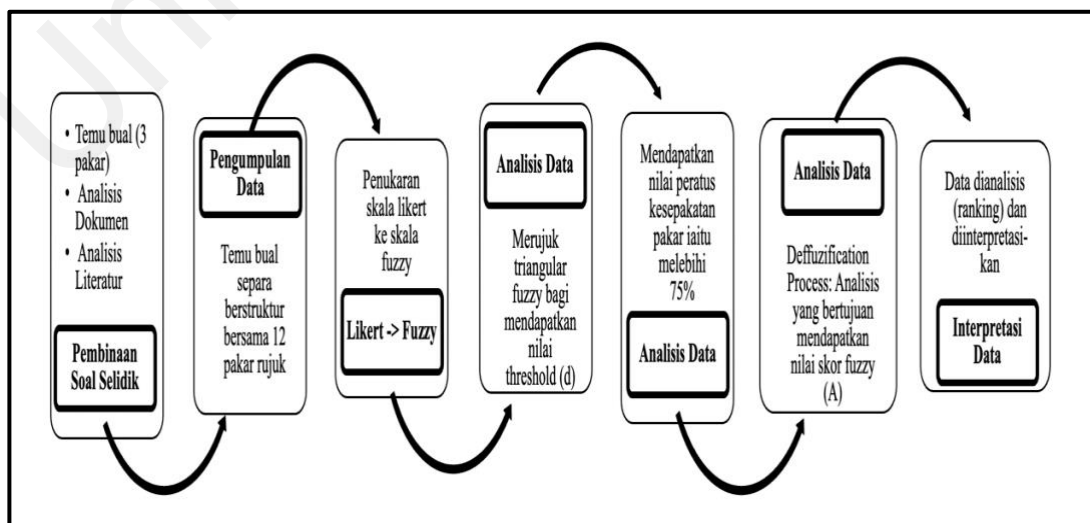 • Temu bual (3
pakar)
• Analisis
Dokumen
• Analisis
Literatur
Pembinaan
Soal Selidik
Pengumpulan
Data
Temu bual
separa
berstruktur
bersama 12
pakar rujuk
Penukaran
skala likert
ke skala
fuzzy
Likert -> Fuzzy
Analisis Data
Merujuk
triangular
fuzzy bagi
mendapatkan
nilai
threshold (d)
Mendapatkan
nilai peratus
kesepakatan
pakar iaitu
melebihi
75%
Analisis Data
Analisis Data
Deffuzification
Process: Analisis
yang bertujuan
mendapatkan
nilai skor fuzzy
(A)
Data dianalisis
(ranking) dan
diinterpretasi-
kan
Interpretasi
Data